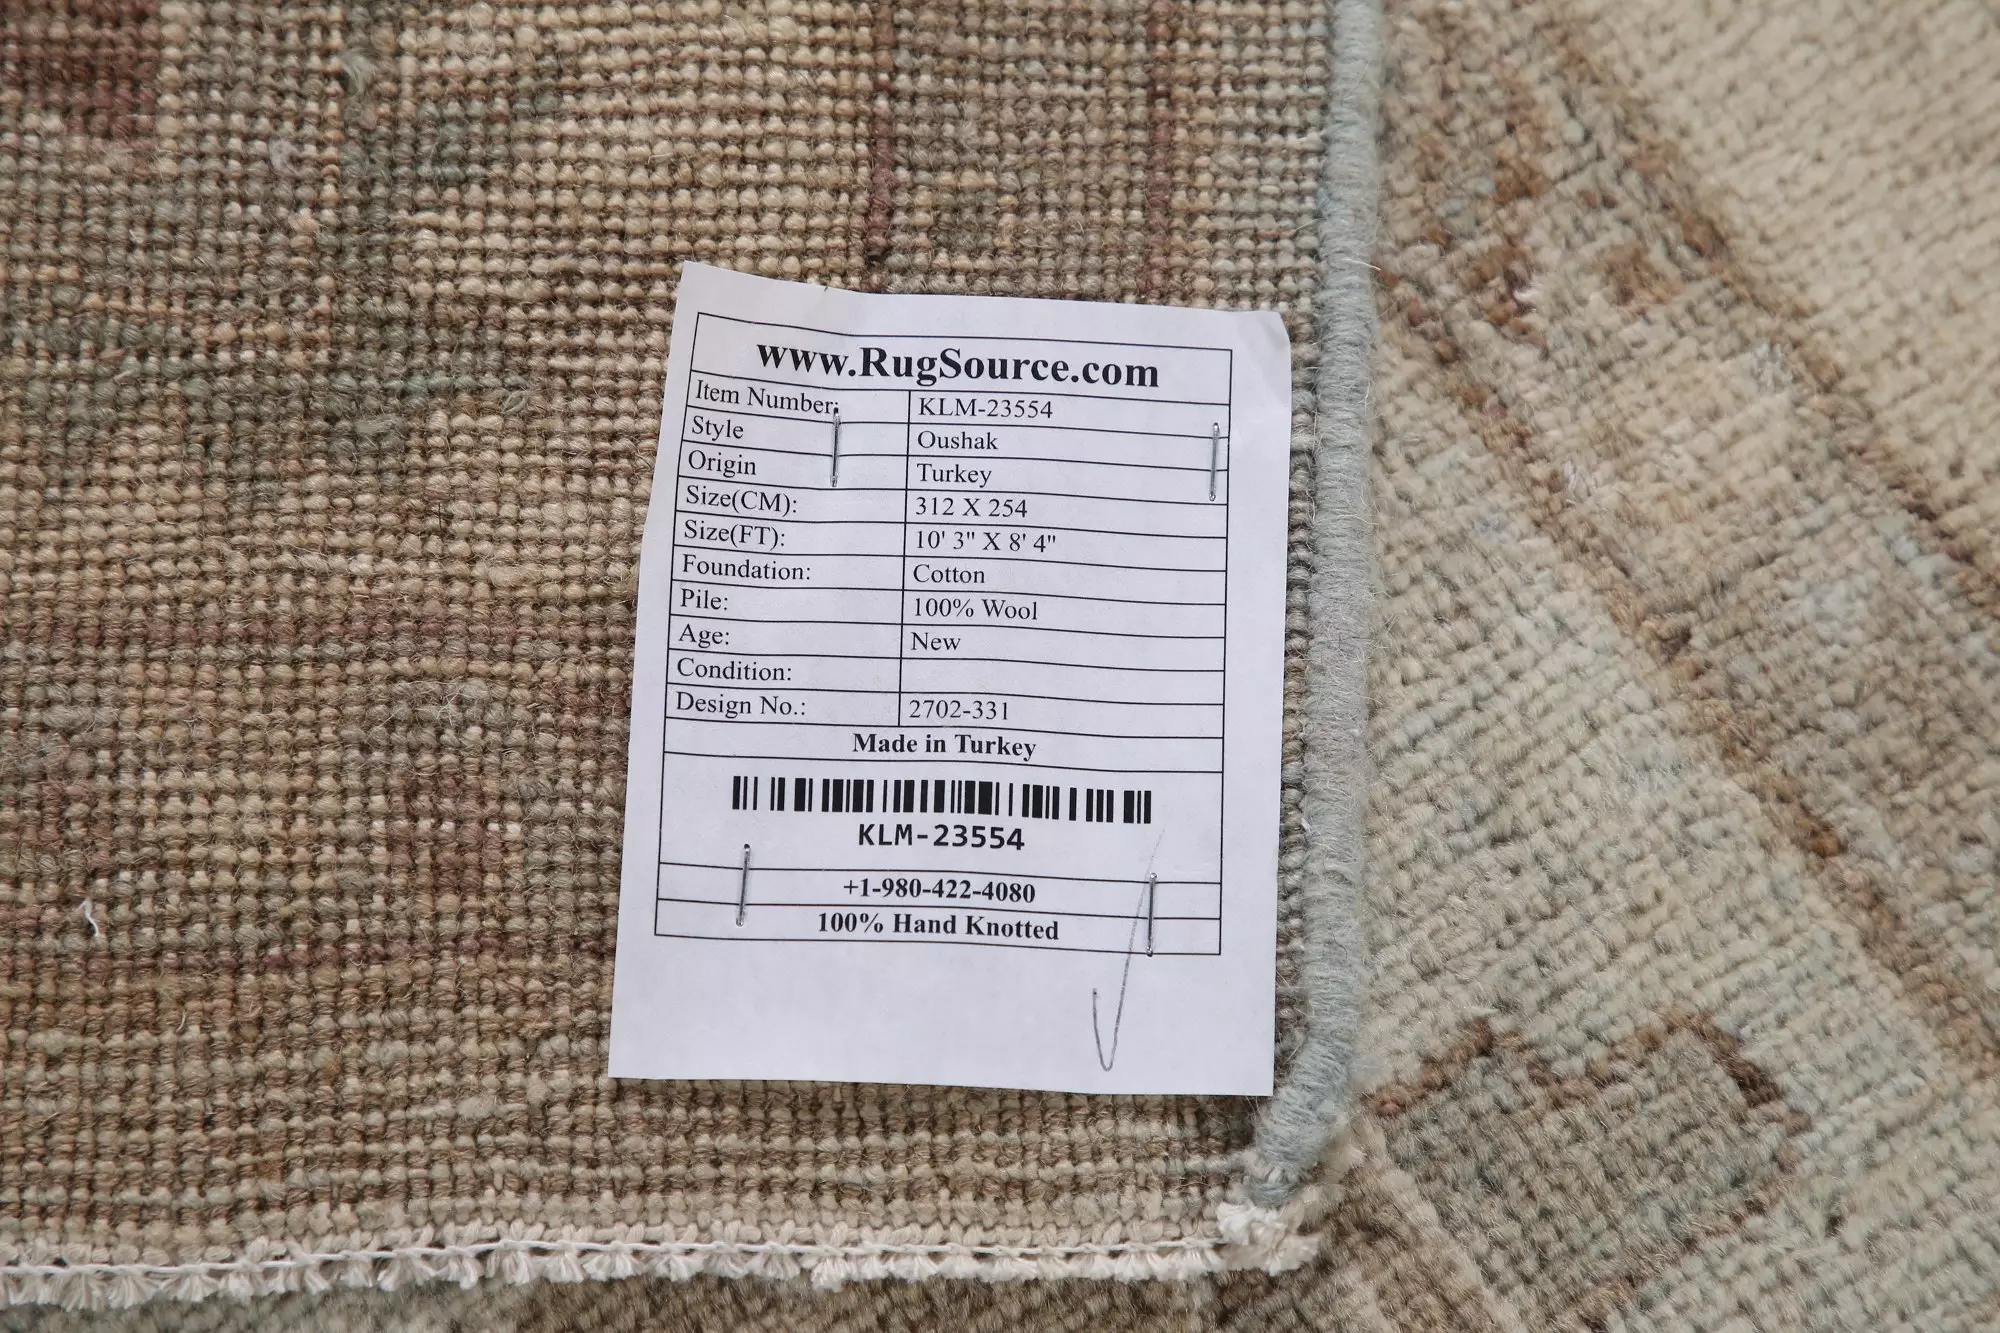 www.RugSource.com
Item Number: KLM-23554
Style Oushak
Origin Turkey
Size(CM): 312 X 254
Size(FT): 10' 3" X 8' 4"
Foundation: Cotton
Pile: 100% Wool
Age: New
Condition:
Design No.: 2702-331
Made in Turkey
KLM-23554
+1-980-422-4080
100% Hand Knotted